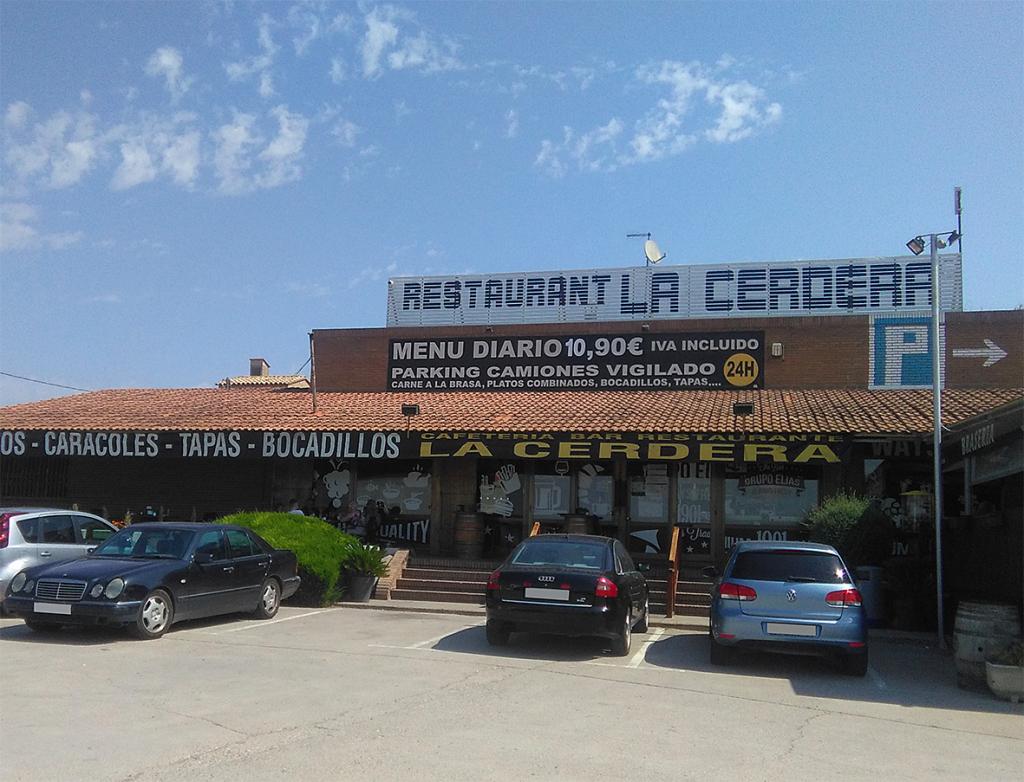 RESTAURANT LA CERDERA
MENU DIARIO 10,90€ IVA INCLUIDO
PARKING CAMIONES VIGILADO
24H
CARNE A LA BRASA, PLATOS COMBINADOS, BOCADILLOS, TAPAS....
P
OS - CARACOLES - TAPAS - BOCADILLOS
CAFETERIA BAR RESTAURANTE
LA CERDERA
BRASERIA
GRUPO ELIAS
QUALITY
1901